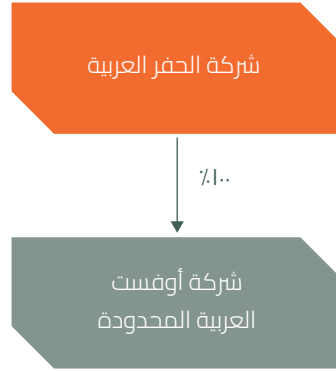 شركة الحفر العربية
٪١٠٠
شركة أوفست
العربية المحدودة